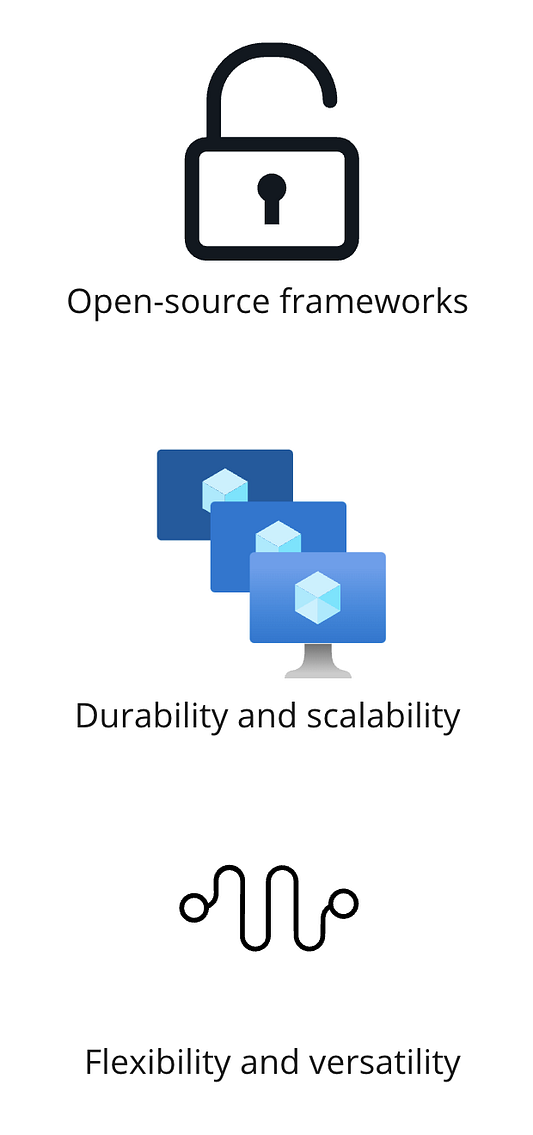 Open-source frameworks
Durability and scalability
Flexibility and versatility